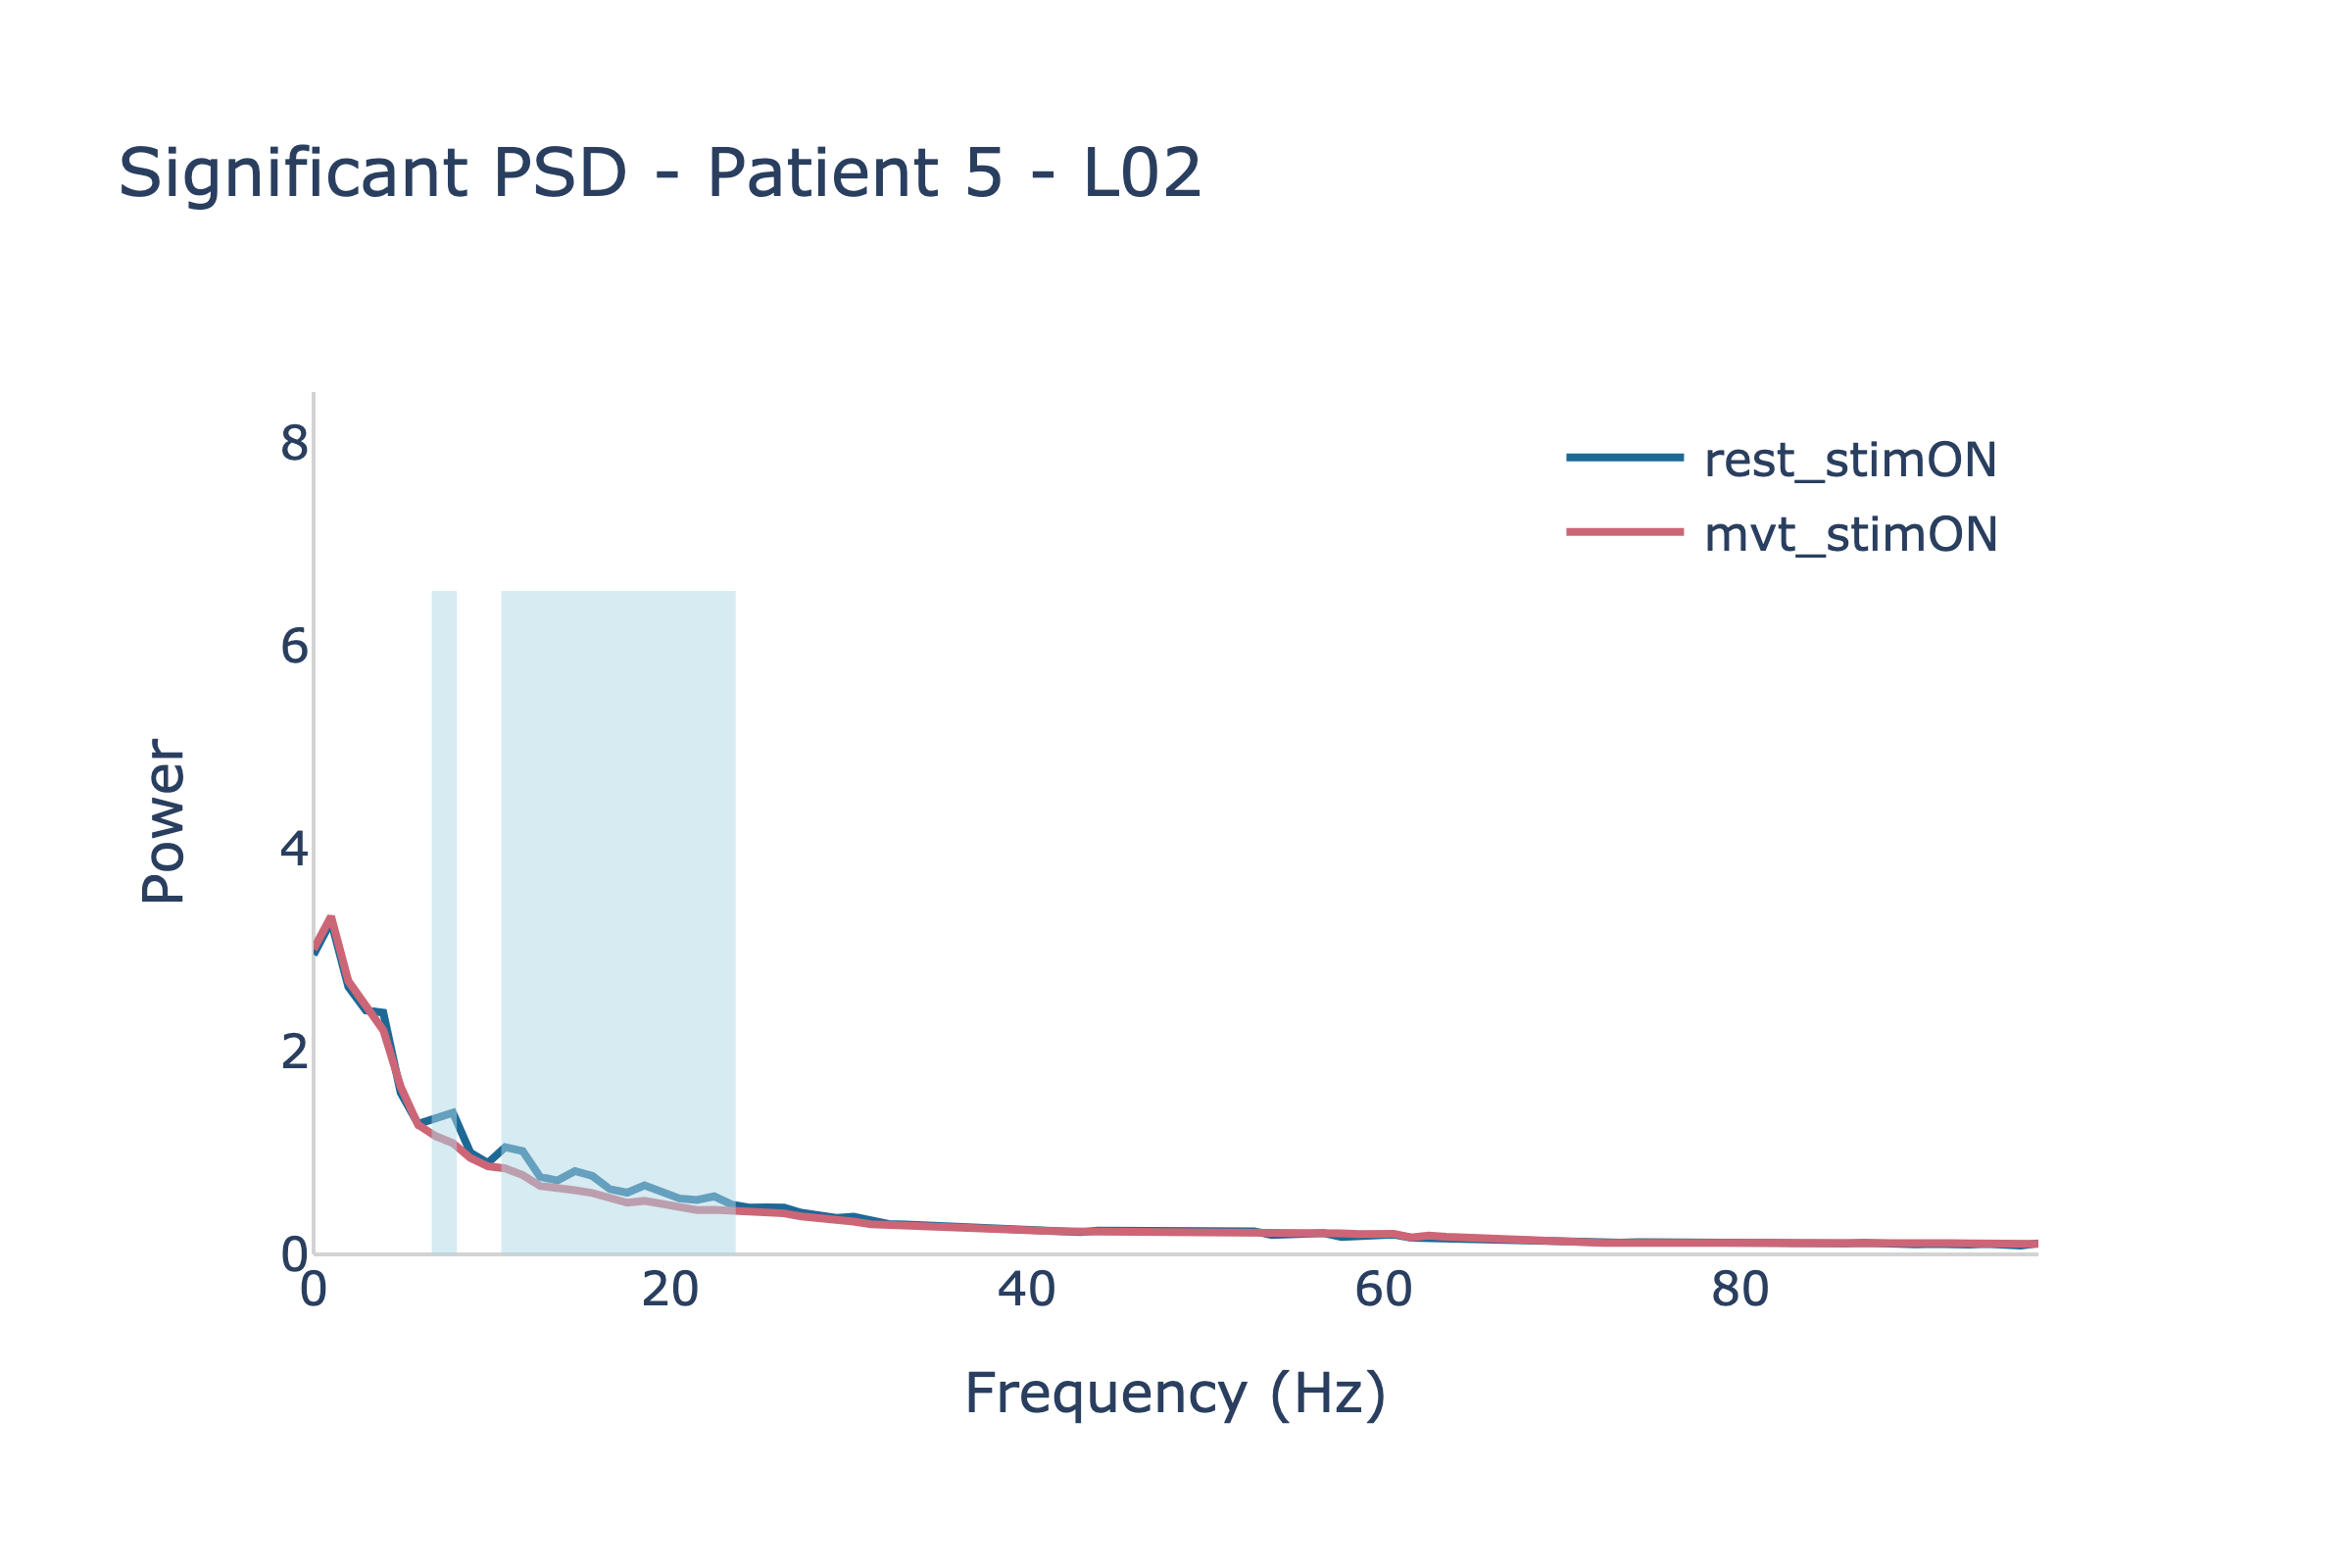 Significant PSD - Patient 5 - L02
rest_stimON
mvt_stimON
8
6
4
2
0
Power
0 20 40 60 80
Frequency (Hz)